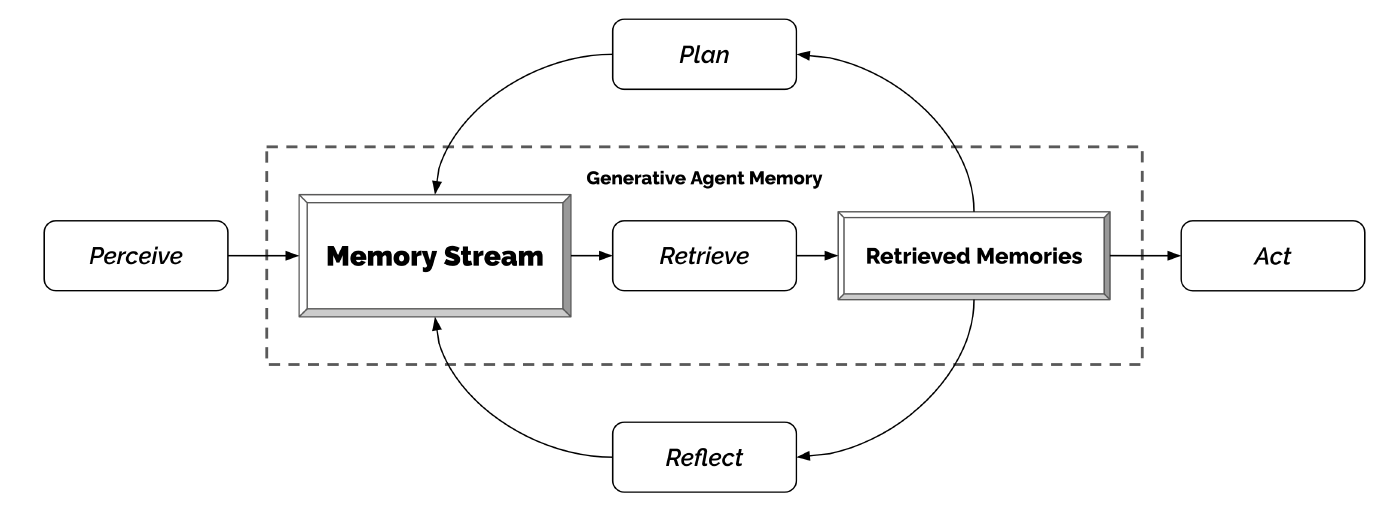 Plan
Generative Agent Memory
Perceive
Memory Stream
Retrieve
Retrieved Memories
Act
Reflect